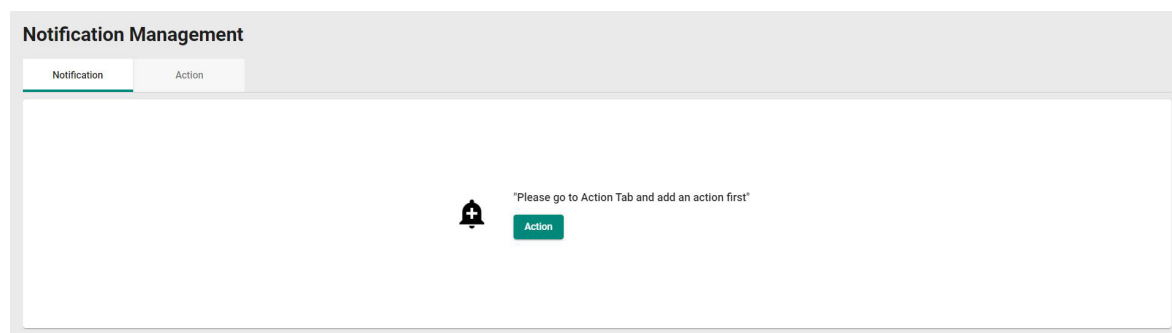 Notification Management
Notification Action
"Please go to Action Tab and add an action first"
Action